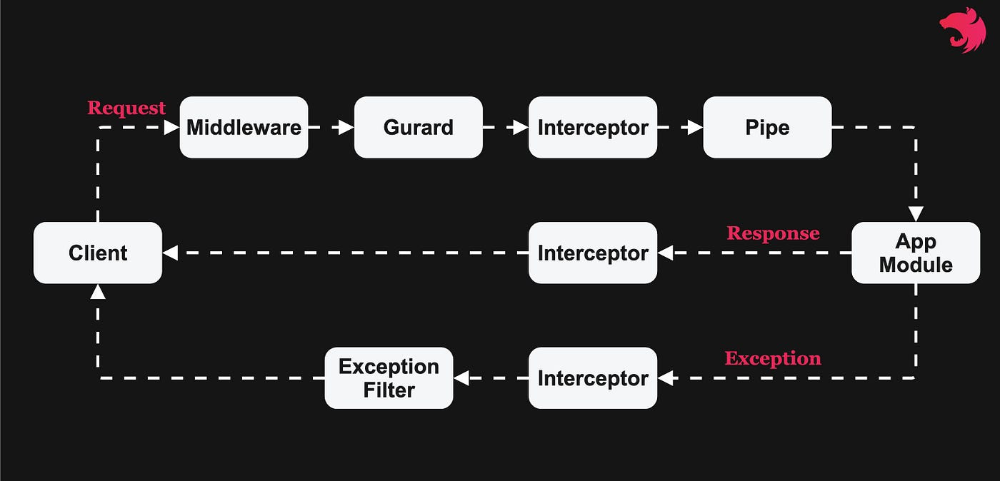 Request
Middleware
Gurard
Interceptor
Pipe
Client
Interceptor
Response
App
Module
Exception
Filter
Interceptor
Exception